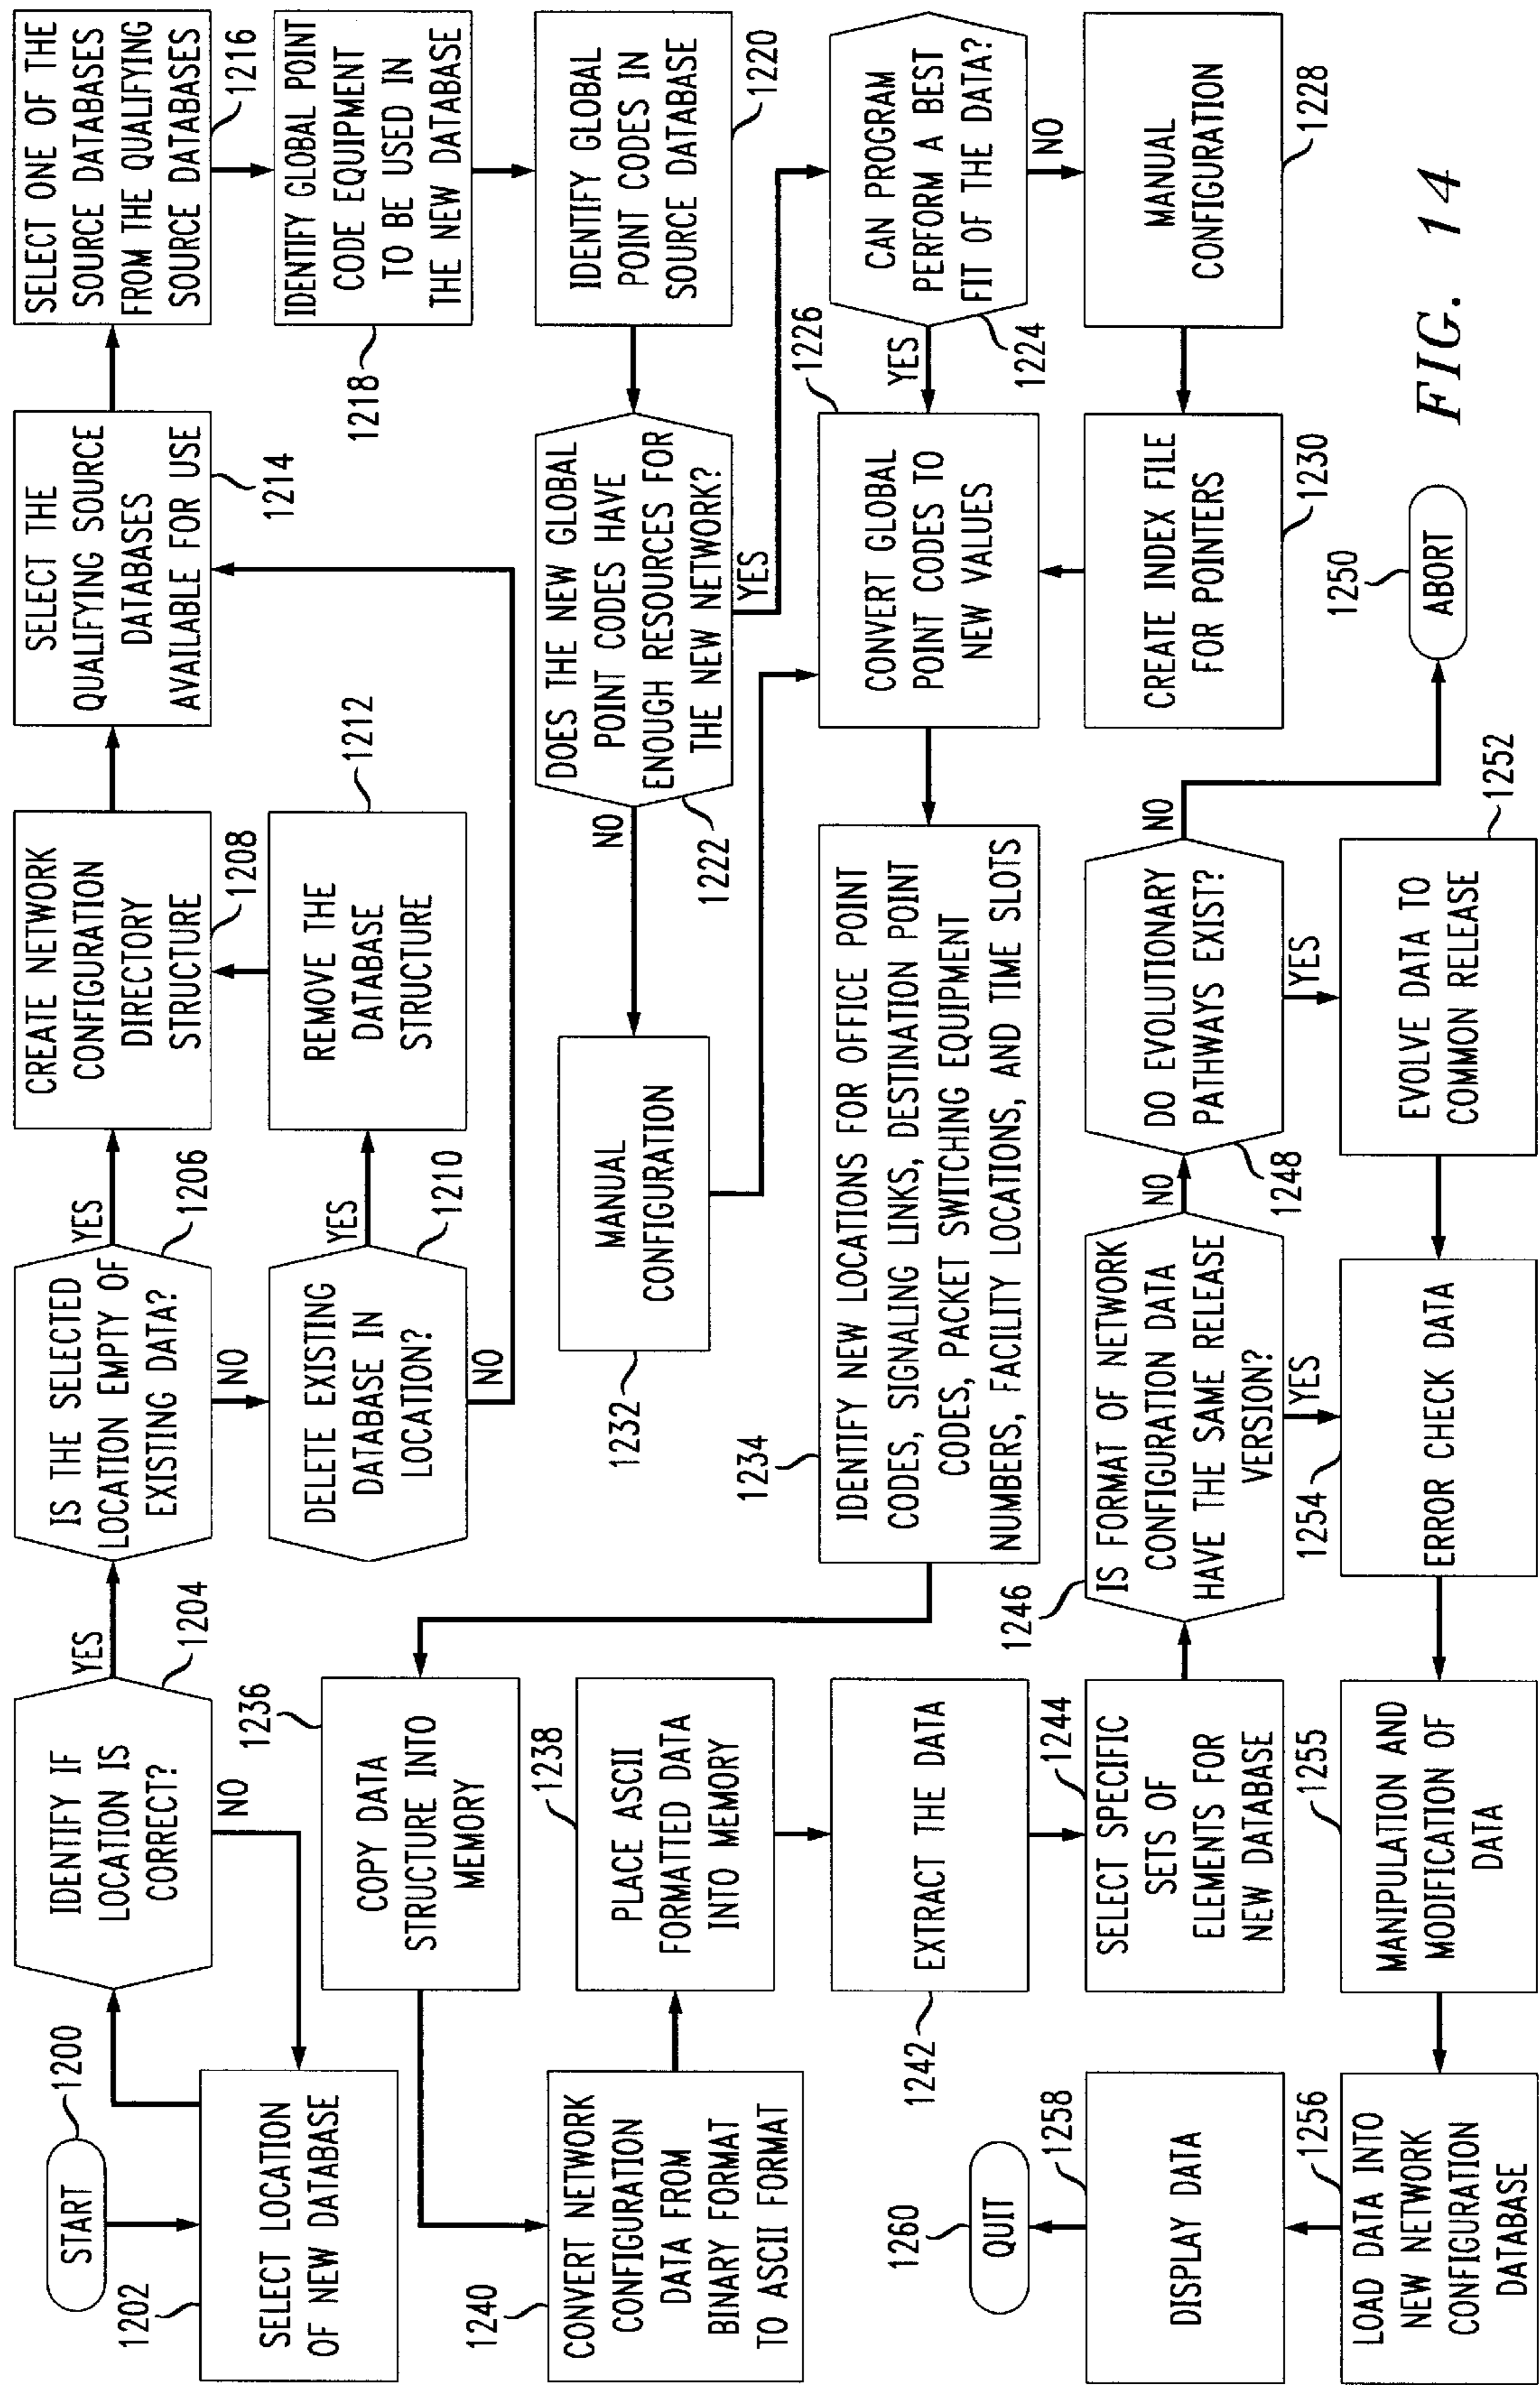 START
1200
SELECT LOCATION
OF NEW DATABASE
1202
IDENTIFY IF
LOCATION IS
CORRECT?
1204
YES
NO
IS THE SELECTED
LOCATION EMPTY OF
EXISTING DATA?
1206
YES
NO
CREATE NETWORK
CONFIGURATION
DIRECTORY
STRUCTURE
1208
DELETE EXISTING
DATABASE IN
LOCATION?
1210
YES
NO
REMOVE THE
DATABASE
STRUCTURE
1212
SELECT THE
QUALIFYING SOURCE
DATABASES
AVAILABLE FOR USE
1214
SELECT ONE OF THE
SOURCE DATABASES
FROM THE QUALIFYING
SOURCE DATABASES
1216
IDENTIFY GLOBAL POINT
CODE EQUIPMENT
TO BE USED IN
THE NEW DATABASE
1218
IDENTIFY GLOBAL
POINT CODES IN
SOURCE DATABASE
1220
DOES THE NEW GLOBAL
POINT CODES HAVE
ENOUGH RESOURCES FOR
THE NEW NETWORK?
1222
NO
YES
CAN PROGRAM
PERFORM A BEST
FIT OF THE DATA?
1224
YES
NO
CONVERT GLOBAL
POINT CODES TO
NEW VALUES
1226
MANUAL
CONFIGURATION
1228
CREATE INDEX FILE
FOR POINTERS
1230
MANUAL
CONFIGURATION
1232
IDENTIFY NEW LOCATIONS FOR OFFICE POINT
CODES, SIGNALING LINKS, DESTINATION POINT
CODES, PACKET SWITCHING EQUIPMENT
NUMBERS, FACILITY LOCATIONS, AND TIME SLOTS
1234
COPY DATA
STRUCTURE INTO
MEMORY
1236
CONVERT NETWORK
CONFIGURATION
DATA FROM
BINARY FORMAT
TO ASCII FORMAT
1240
PLACE ASCII
FORMATTED DATA
INTO MEMORY
1238
EXTRACT THE DATA
1242
SELECT SPECIFIC
SETS OF
ELEMENTS FOR
NEW DATABASE
1244
IS FORMAT OF NETWORK
CONFIGURATION DATA
HAVE THE SAME RELEASE
VERSION?
1246
NO
YES
DO EVOLUTIONARY
PATHWAYS EXIST?
1248
NO
YES
ABORT
1250
EVOLVE DATA TO
COMMON RELEASE
1252
ERROR CHECK DATA
1254
MANIPULATION AND
MODIFICATION OF
DATA
1255
LOAD DATA INTO
NEW NETWORK
CONFIGURATION
DATABASE
1256
DISPLAY DATA
1258
QUIT
1260
FIG. 14